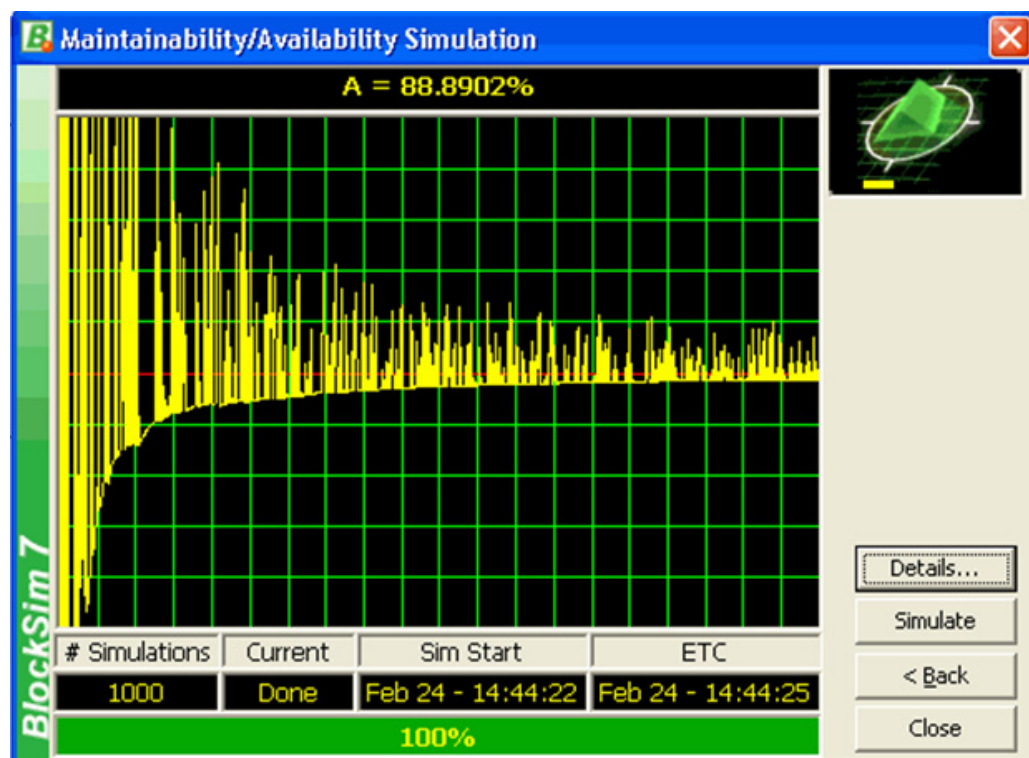 Maintainability/Availability Simulation
A = 88.8902%
BlockSim 7
Details...
Simulate
< Back
Close
# Simulations Current Sim Start ETC
1000 Done Feb 24 - 14:44:22 Feb 24 - 14:44:25
100%